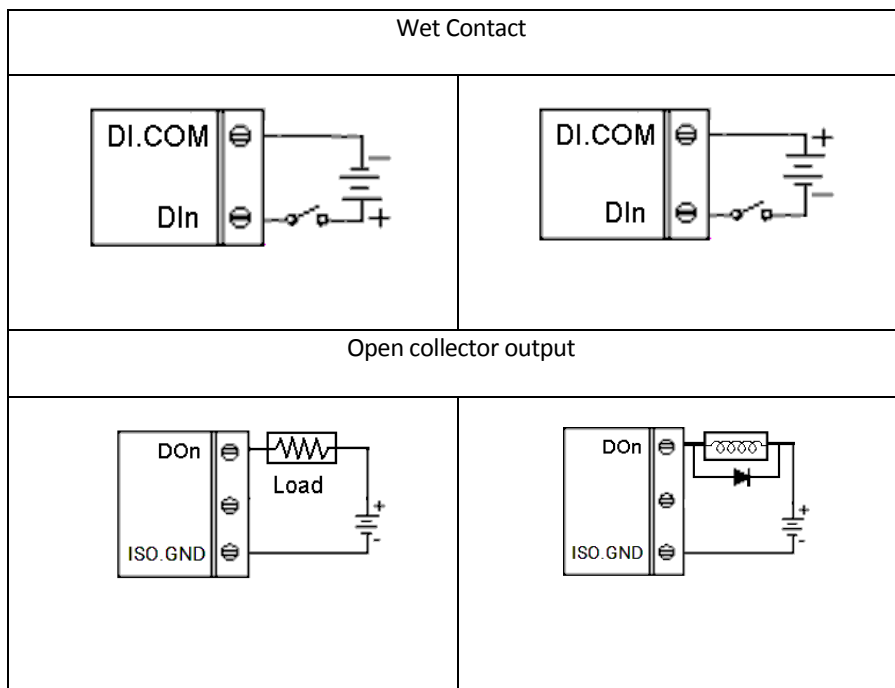 Wet Contact
DI.COM
−
DIn
+
DI.COM
+
DIn
−
Open collector output
DOn
Load
+
-
ISO.GND
DOn
+
-
ISO.GND